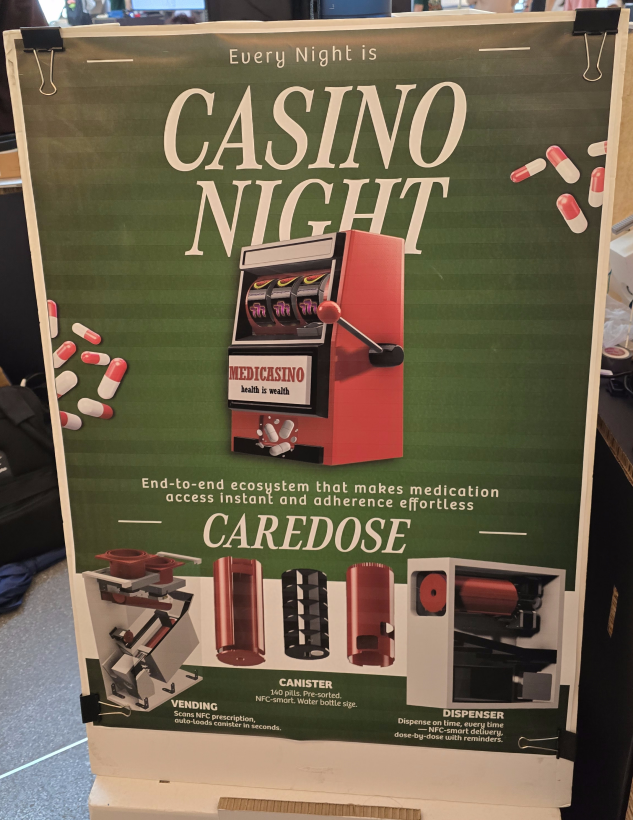 Every Night is
CASINO
NIGHT
777
MEDICASINO
health is wealth
End-to-end ecosystem that makes medication
access instant and adherence effortless
CAREDOSE
VENDING
Scans NFC prescription,
auto-loads canister in seconds.
CANISTER
140 pills. Pre-sorted.
NFC-smart. Water bottle size.
DISPENSER
Dispense on time, every time
— NFC-smart delivery,
dose-by-dose with reminders.